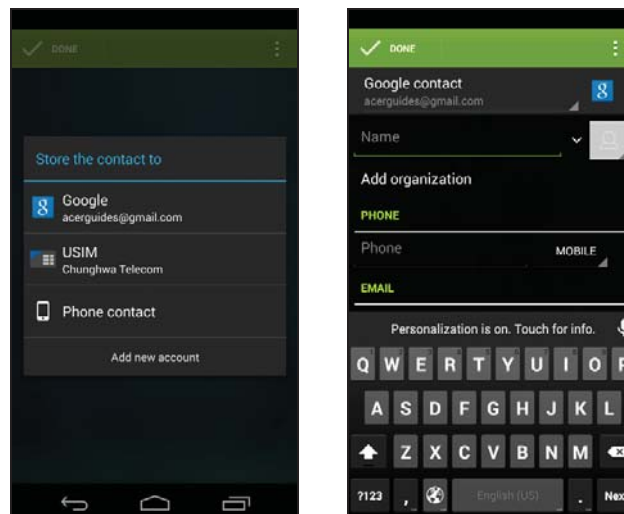 DONE
Store the contact to
Google
acerguides@gmail.com
USIM
Chunghwa Telecom
Phone contact
Add new account
DONE
Google contact
acerguides@gmail.com
8
Name
Add organization
PHONE
Phone
MOBILE
EMAIL
Personalization is on. Touch for info.
Q W E R T Y U I O P
A S D F G H J K L
Z X C V B N M
?123 , English (US) . Next